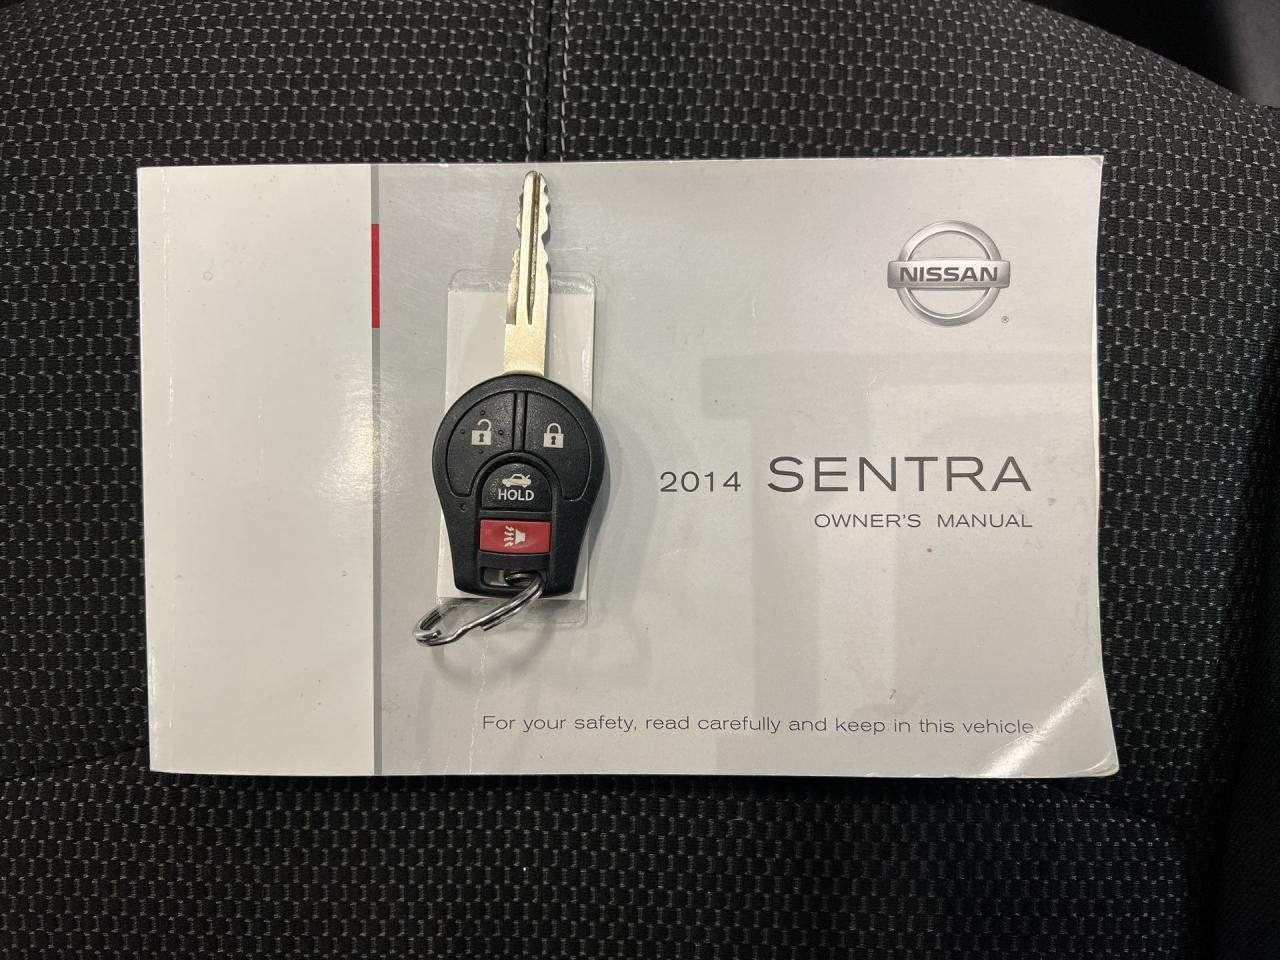 NISSAN
®
2014 SENTRA
OWNER'S MANUAL
HOLD
For your safety, read carefully and keep in this vehicle.